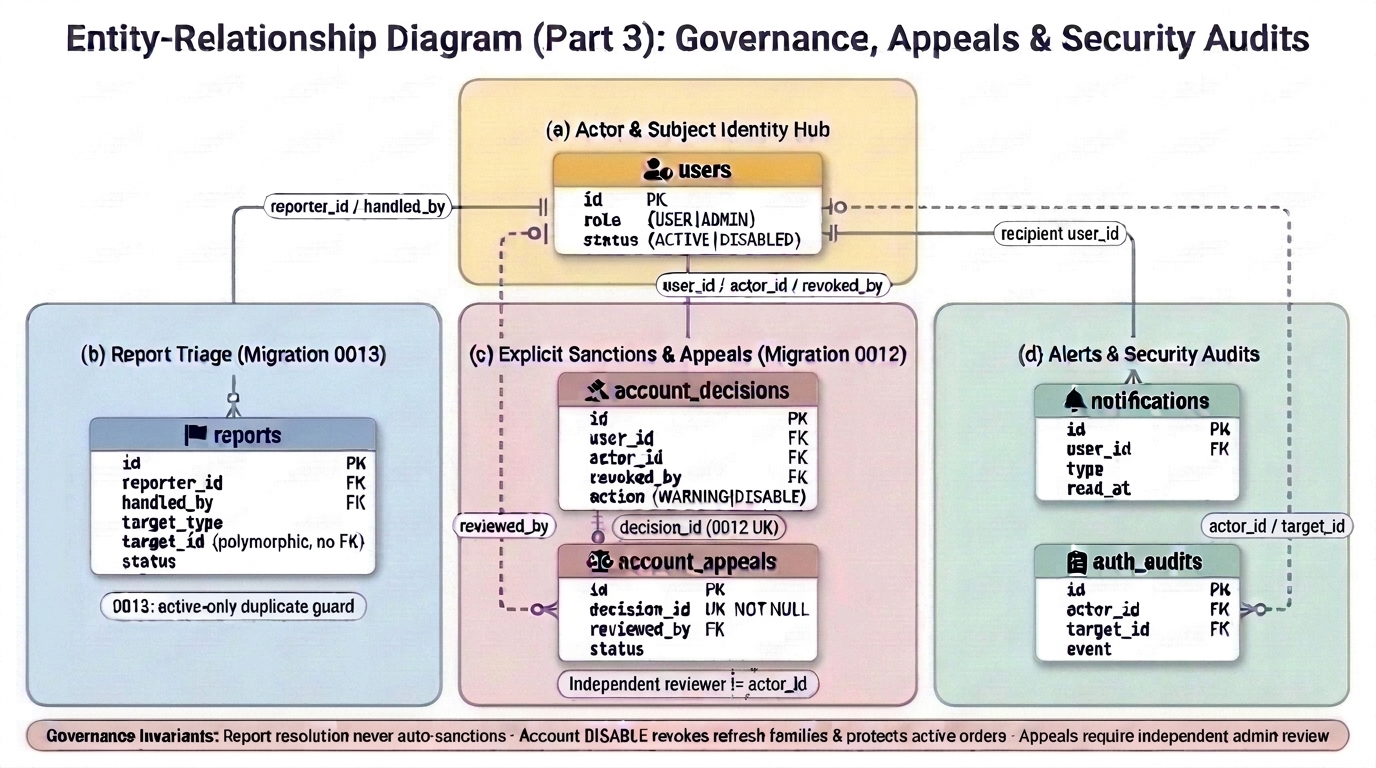 Entity-Relationship Diagram (Part 3): Governance, Appeals & Security Audits
(a) Actor & Subject Identity Hub
users
id PK
role (USER|ADMIN)
status (ACTIVE|DISABLED)
reporter_id / handled_by
recipient user_id
user_id / actor_id / revoked_by
(b) Report Triage (Migration 0013)
reports
id PK
reporter_id FK
handled_by FK
target_type
target_id (polymorphic, no FK)
status
0013: active-only duplicate guard
(c) Explicit Sanctions & Appeals (Migration 0012)
account_decisions
id PK
user_id FK
actor_id FK
revoked_by FK
action (WARNING|DISABLE)
reviewed_by
decision_id (0012 UK)
account_appeals
id PK
decision_id UK NOT NULL
reviewed_by FK
status
Independent reviewer != actor_id
(d) Alerts & Security Audits
notifications
id PK
user_id FK
type
read_at
actor_id / target_id
auth_audits
id PK
actor_id FK
target_id FK
event
Governance Invariants: Report resolution never auto-sanctions · Account DISABLE revokes refresh families & protects active orders · Appeals require independent admin review